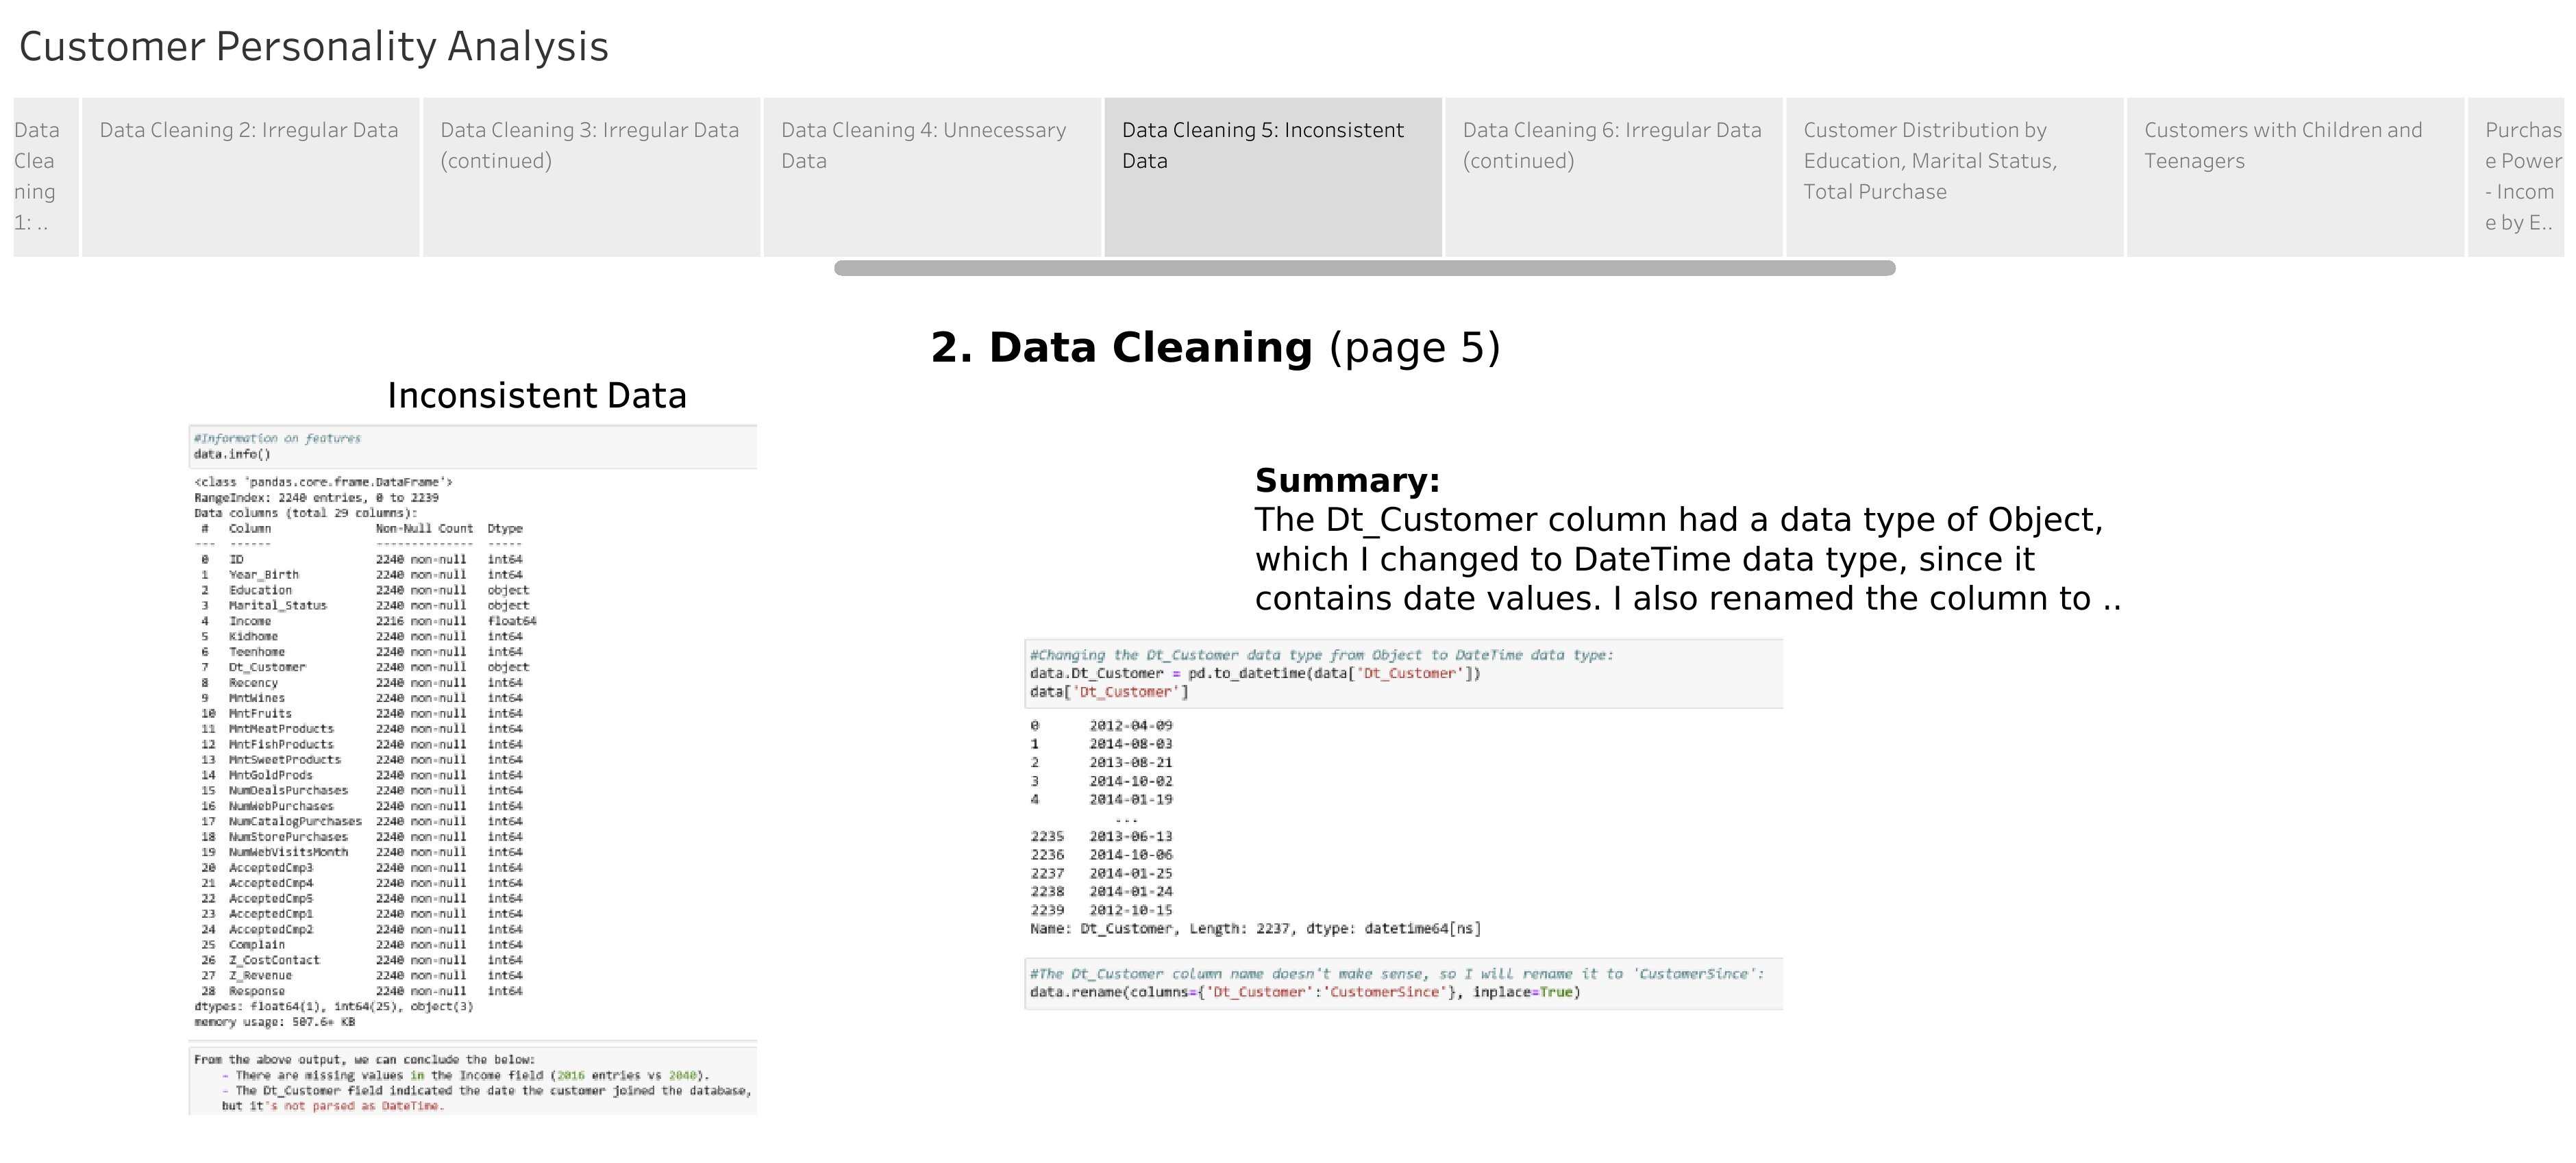 Customer Personality Analysis
Data
Clea
ning
1: ..
Data Cleaning 2: Irregular Data
Data Cleaning 3: Irregular Data
(continued)
Data Cleaning 4: Unnecessary
Data
Data Cleaning 5: Inconsistent
Data
Data Cleaning 6: Irregular Data
(continued)
Customer Distribution by
Education, Marital Status,
Total Purchase
Customers with Children and
Teenagers
Purchas
e Power
- Incom
e by E..
2. Data Cleaning (page 5)
Inconsistent Data
#Information on features
data.info()
<class 'pandas.core.frame.DataFrame'>
RangeIndex: 2240 entries, 0 to 2239
Data columns (total 29 columns):
# Column Non-Null Count Dtype
--- ------ -------------- -----
0 ID 2240 non-null int64
1 Year_Birth 2240 non-null int64
2 Education 2240 non-null object
3 Marital_Status 2240 non-null object
4 Income 2216 non-null float64
5 Kidhome 2240 non-null int64
6 Teenhome 2240 non-null int64
7 Dt_Customer 2240 non-null object
8 Recency 2240 non-null int64
9 MntWines 2240 non-null int64
10 MntFruits 2240 non-null int64
11 MntMeatProducts 2240 non-null int64
12 MntFishProducts 2240 non-null int64
13 MntSweetProducts 2240 non-null int64
14 MntGoldProds 2240 non-null int64
15 NumDealsPurchases 2240 non-null int64
16 NumWebPurchases 2240 non-null int64
17 NumCatalogPurchases 2240 non-null int64
18 NumStorePurchases 2240 non-null int64
19 NumWebVisitsMonth 2240 non-null int64
20 AcceptedCmp3 2240 non-null int64
21 AcceptedCmp4 2240 non-null int64
22 AcceptedCmp5 2240 non-null int64
23 AcceptedCmp1 2240 non-null int64
24 AcceptedCmp2 2240 non-null int64
25 Complain 2240 non-null int64
26 Z_CostContact 2240 non-null int64
27 Z_Revenue 2240 non-null int64
28 Response 2240 non-null int64
dtypes: float64(1), int64(25), object(3)
memory usage: 507.6+ KB
From the above output, we can conclude the below:
- There are missing values in the Income field (2016 entries vs 2040).
- The Dt_Customer field indicated the date the customer joined the database,
but it's not parsed as DateTime.
Summary:
The Dt_Customer column had a data type of Object,
which I changed to DateTime data type, since it
contains date values. I also renamed the column to ..
#Changing the Dt_Customer data type from Object to DateTime data type:
data.Dt_Customer = pd.to_datetime(data['Dt_Customer'])
data['Dt_Customer']
0 2012-04-09
1 2014-08-03
2 2013-08-21
3 2014-10-02
4 2014-01-19
...
2235 2013-06-13
2236 2014-10-06
2237 2014-01-25
2238 2014-01-24
2239 2012-10-15
Name: Dt_Customer, Length: 2237, dtype: datetime64[ns]
#The Dt_Customer column name doesn't make sense, so I will rename it to 'CustomerSince':
data.rename(columns={'Dt_Customer':'CustomerSince'}, inplace=True)